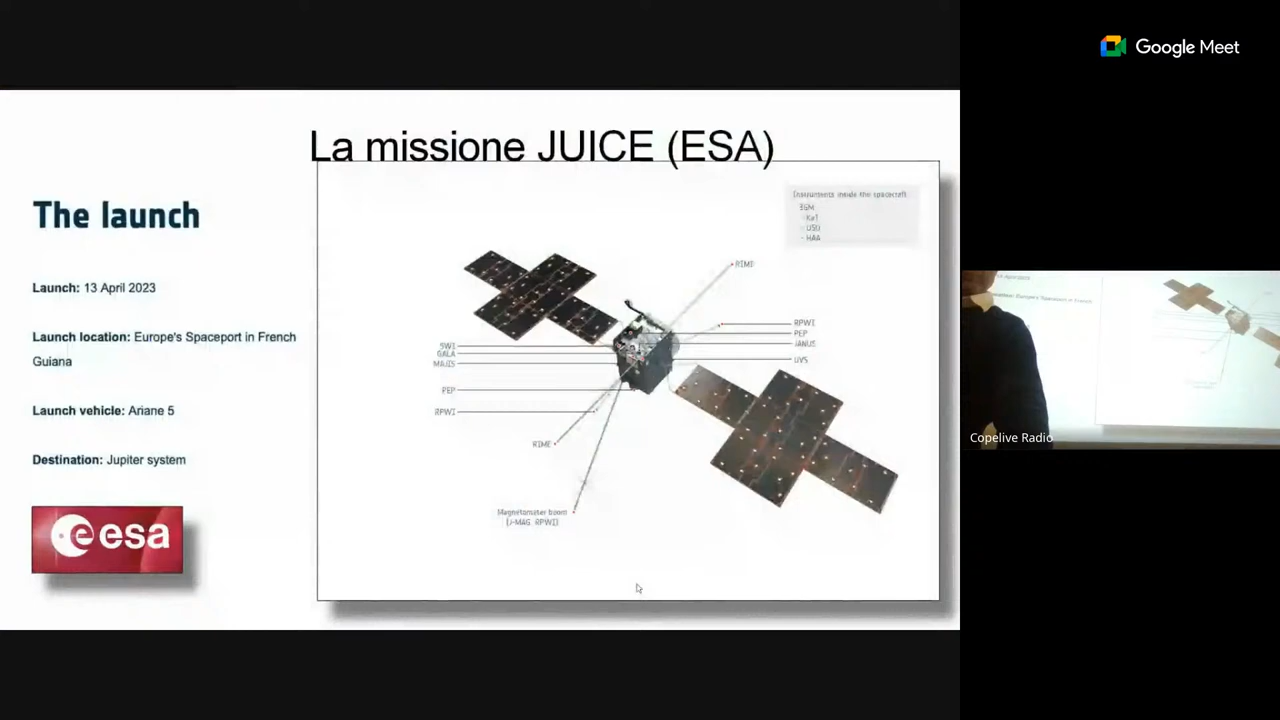 Google Meet
La missione JUICE (ESA)
The launch
Launch: 13 April 2023
Launch location: Europe's Spaceport in French
Guiana
Launch vehicle: Ariane 5
Destination: Jupiter system
esa
Instruments inside the spacecraft
3GM
- KaT
- USO
- HAA
RIME
RPWI
PEP
JANUS
UVS
SWI
GALA
MAJIS
PEP
RPWI
RIME
Magnetometer boom
(J-MAG, RPWI)
Copelive Radio